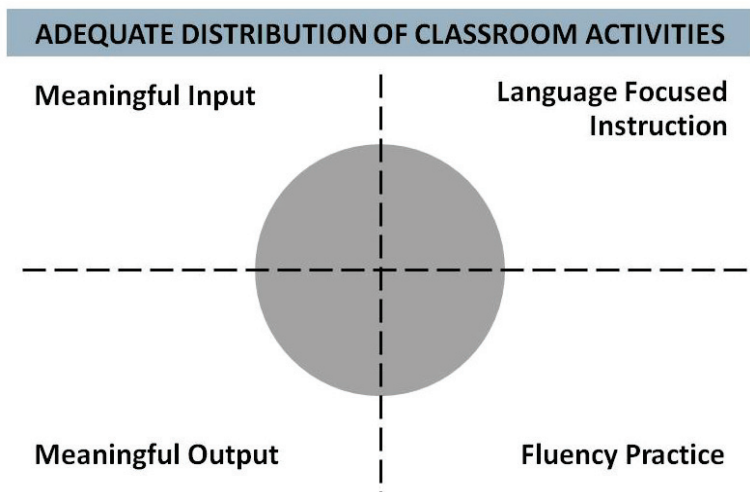 ADEQUATE DISTRIBUTION OF CLASSROOM ACTIVITIES
Meaningful Input
Language Focused
Instruction
Meaningful Output
Fluency Practice